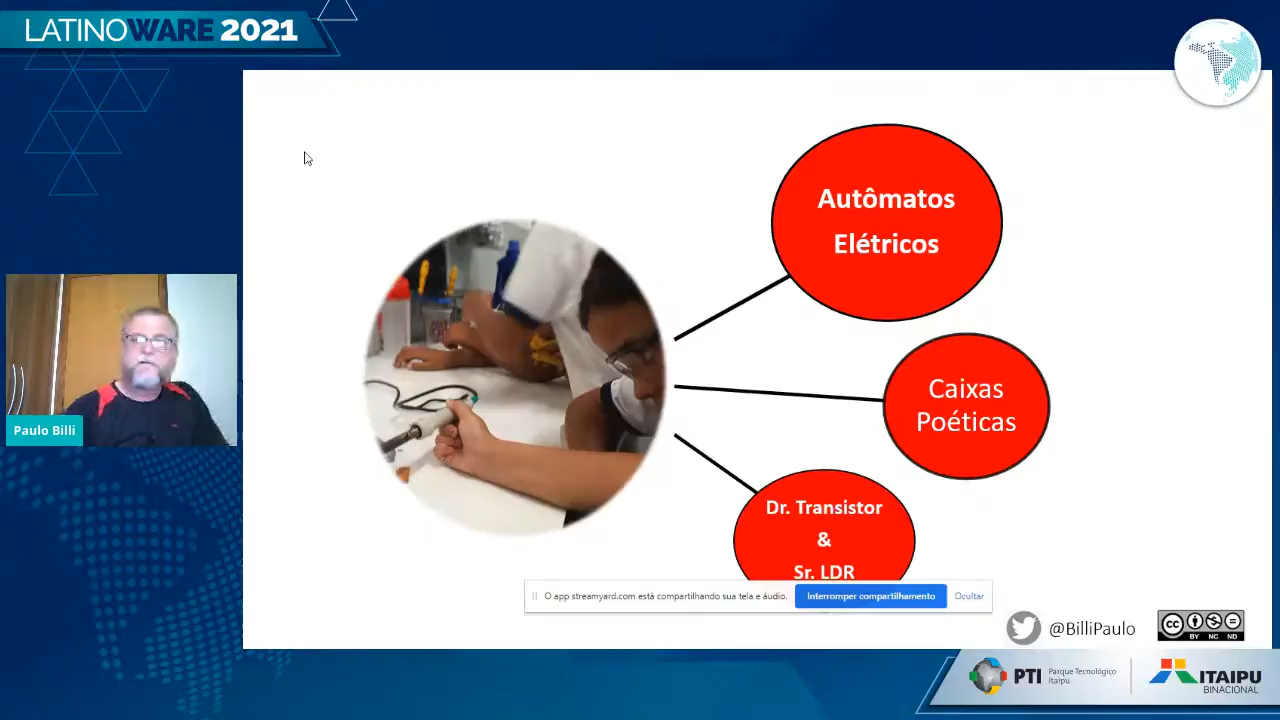 LATINOWARE 2021
Autômatos
Elétricos
Caixas
Poéticas
Dr. Transistor
&
Sr. LDR
Paulo Billi
O app streamyard.com está compartilhando sua tela e áudio.
Interromper compartilhamento
Ocultar
@BilliPaulo
cc
BY NC ND
PTI
Parque Tecnológico
Itaipu
ITAIPU
BINACIONAL